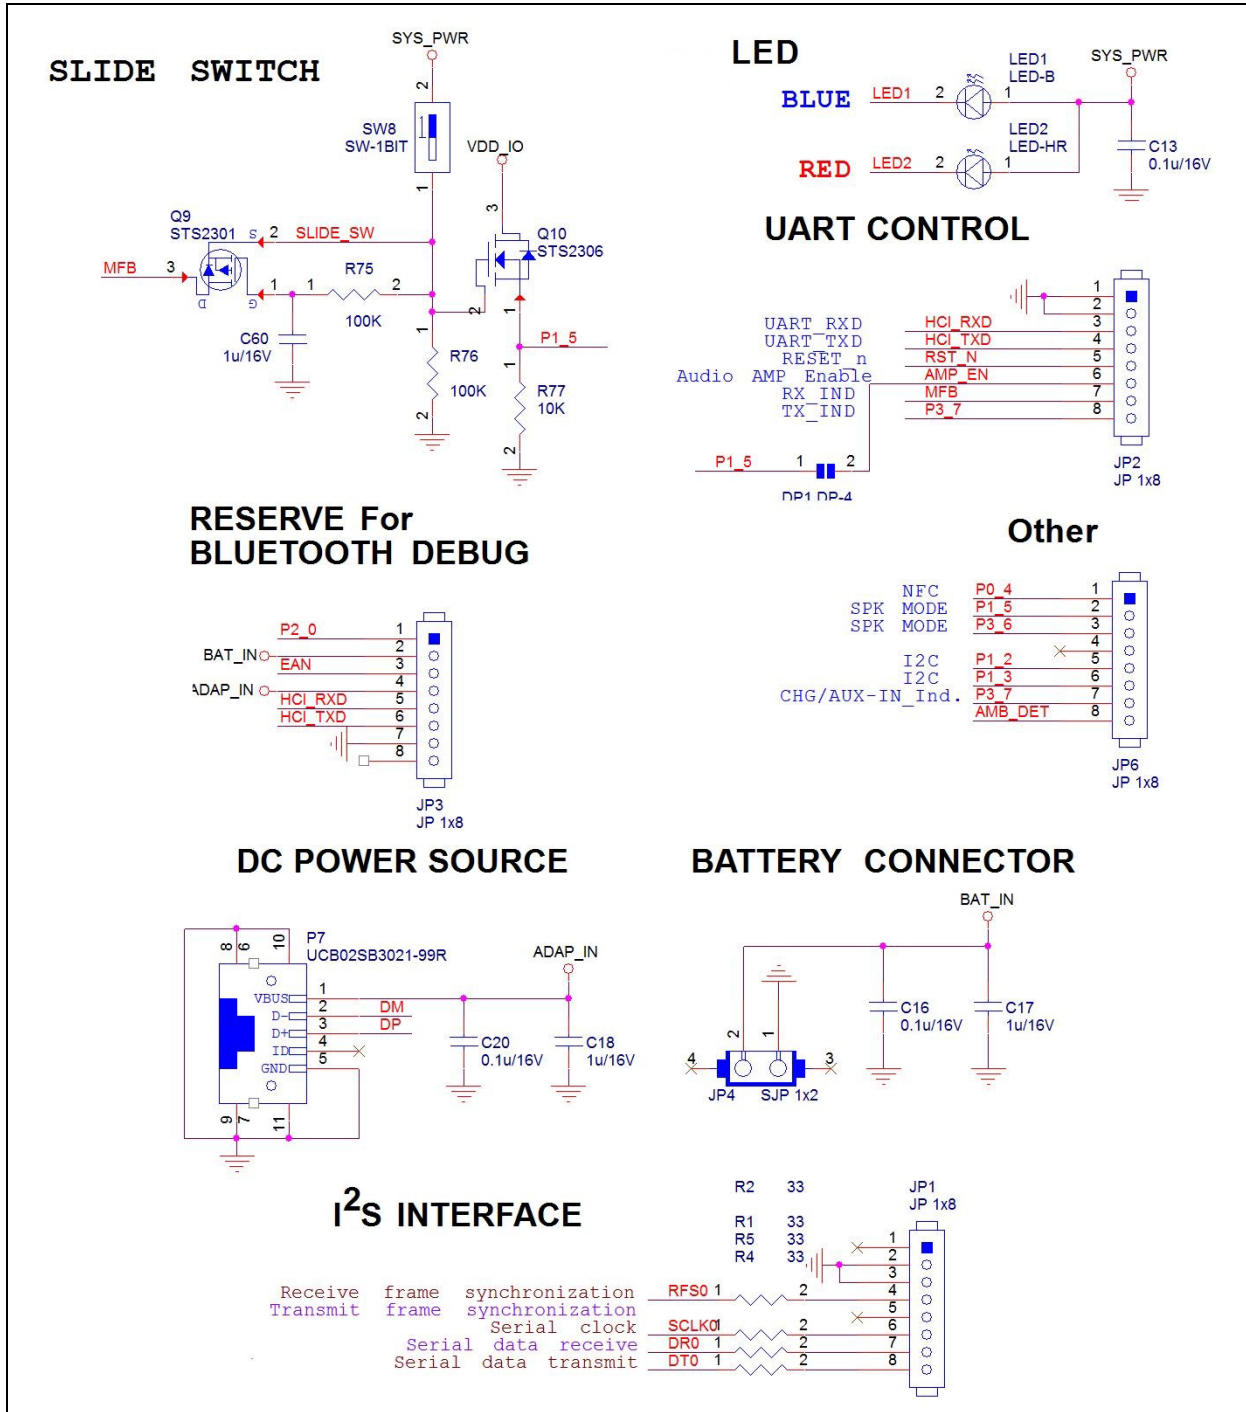 SLIDE SWITCH
SYS_PWR
2
SW8
SW-1BIT
1
1
VDD_IO
3
Q9
STS2301
S 2 SLIDE_SW
MFB 3
D
G
1
1 R75 2
100K
C60
1u/16V
Q10
STS2306
2
1
P1_5
1
R76
100K
2
1
R77
10K
2
LED
BLUE
LED1 2
LED1
LED-B
1
SYS_PWR
RED
LED2 2
LED2
LED-HR
1
C13
0.1u/16V
UART CONTROL
1
2
UART_RXD HCI_RXD 3
UART_TXD HCI_TXD 4
RESET_n RST_N 5
Audio AMP Enable AMP_EN 6
RX_IND MFB 7
TX_IND P3_7 8
P1_5 1 2
DP1 DP-4
JP2
JP 1x8
RESERVE For
BLUETOOTH DEBUG
P2_0 1
BAT_IN 2
EAN 3
ADAP_IN 4
HCI_RXD 5
HCI_TXD 6
7
8
JP3
JP 1x8
Other
NFC P0_4 1
SPK MODE P1_5 2
SPK MODE P3_6 3
4
I2C P1_2 5
I2C P1_3 6
CHG/AUX-IN_Ind. P3_7 7
AMB_DET 8
JP6
JP 1x8
DC POWER SOURCE
8 6 10
P7
UCB02SB3021-99R
VBUS 1
D- 2 DM
D+ 3 DP
ID 4
GND 5
9 7 11
ADAP_IN
C20
0.1u/16V
C18
1u/16V
BATTERY CONNECTOR
BAT_IN
2 1
4 3
JP4 SJP 1x2
C16
0.1u/16V
C17
1u/16V
I2S INTERFACE
R2 33
R1 33
R5 33
R4 33
JP1
JP 1x8
1
2
3
Receive frame synchronization RFS0 1 2 4
Transmit frame synchronization 5
Serial clock SCLK0 1 2 6
Serial data receive DR0 1 2 7
Serial data transmit DT0 1 2 8